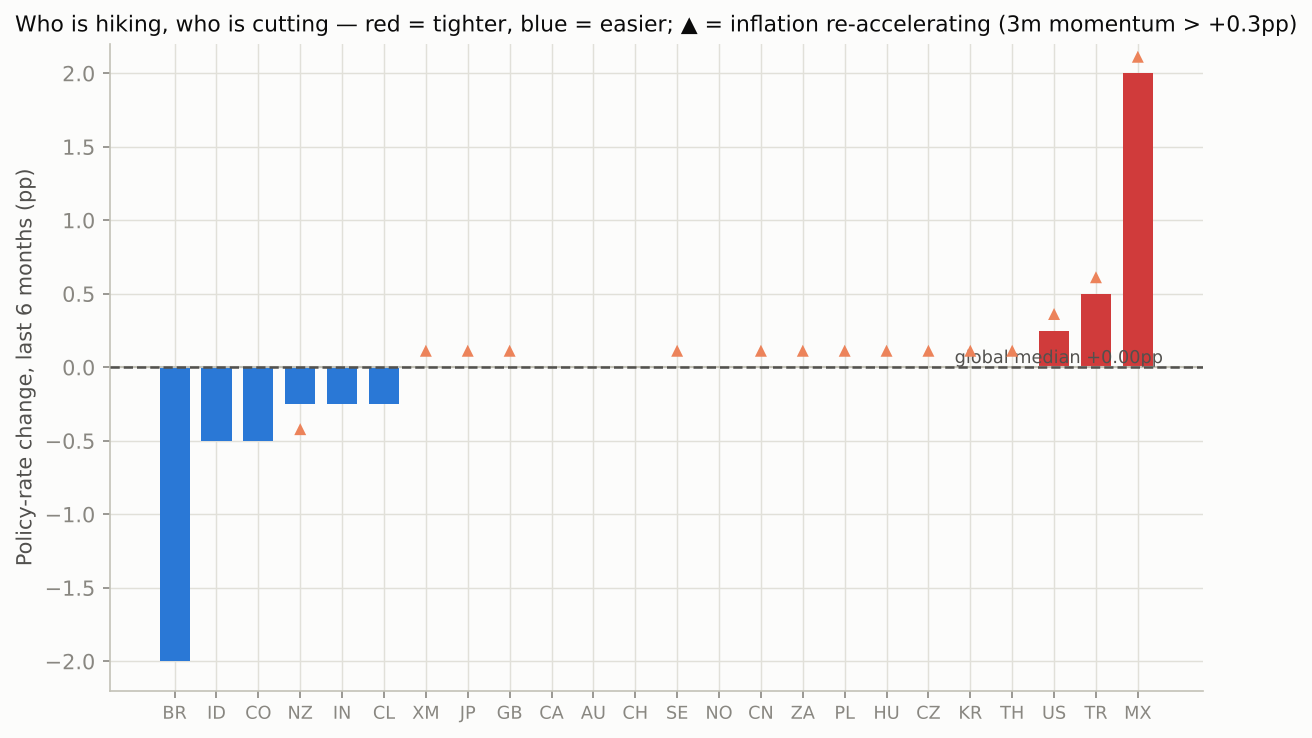 Who is hiking, who is cutting — red = tighter, blue = easier; ▲ = inflation re-accelerating (3m momentum > +0.3pp)
Policy-rate change, last 6 months (pp)
2.0
1.5
1.0
0.5
0.0
−0.5
−1.0
−1.5
−2.0
global median +0.00pp
BR ID CO NZ IN CL XM JP GB CA AU CH SE NO CN ZA PL HU CZ KR TH US TR MX